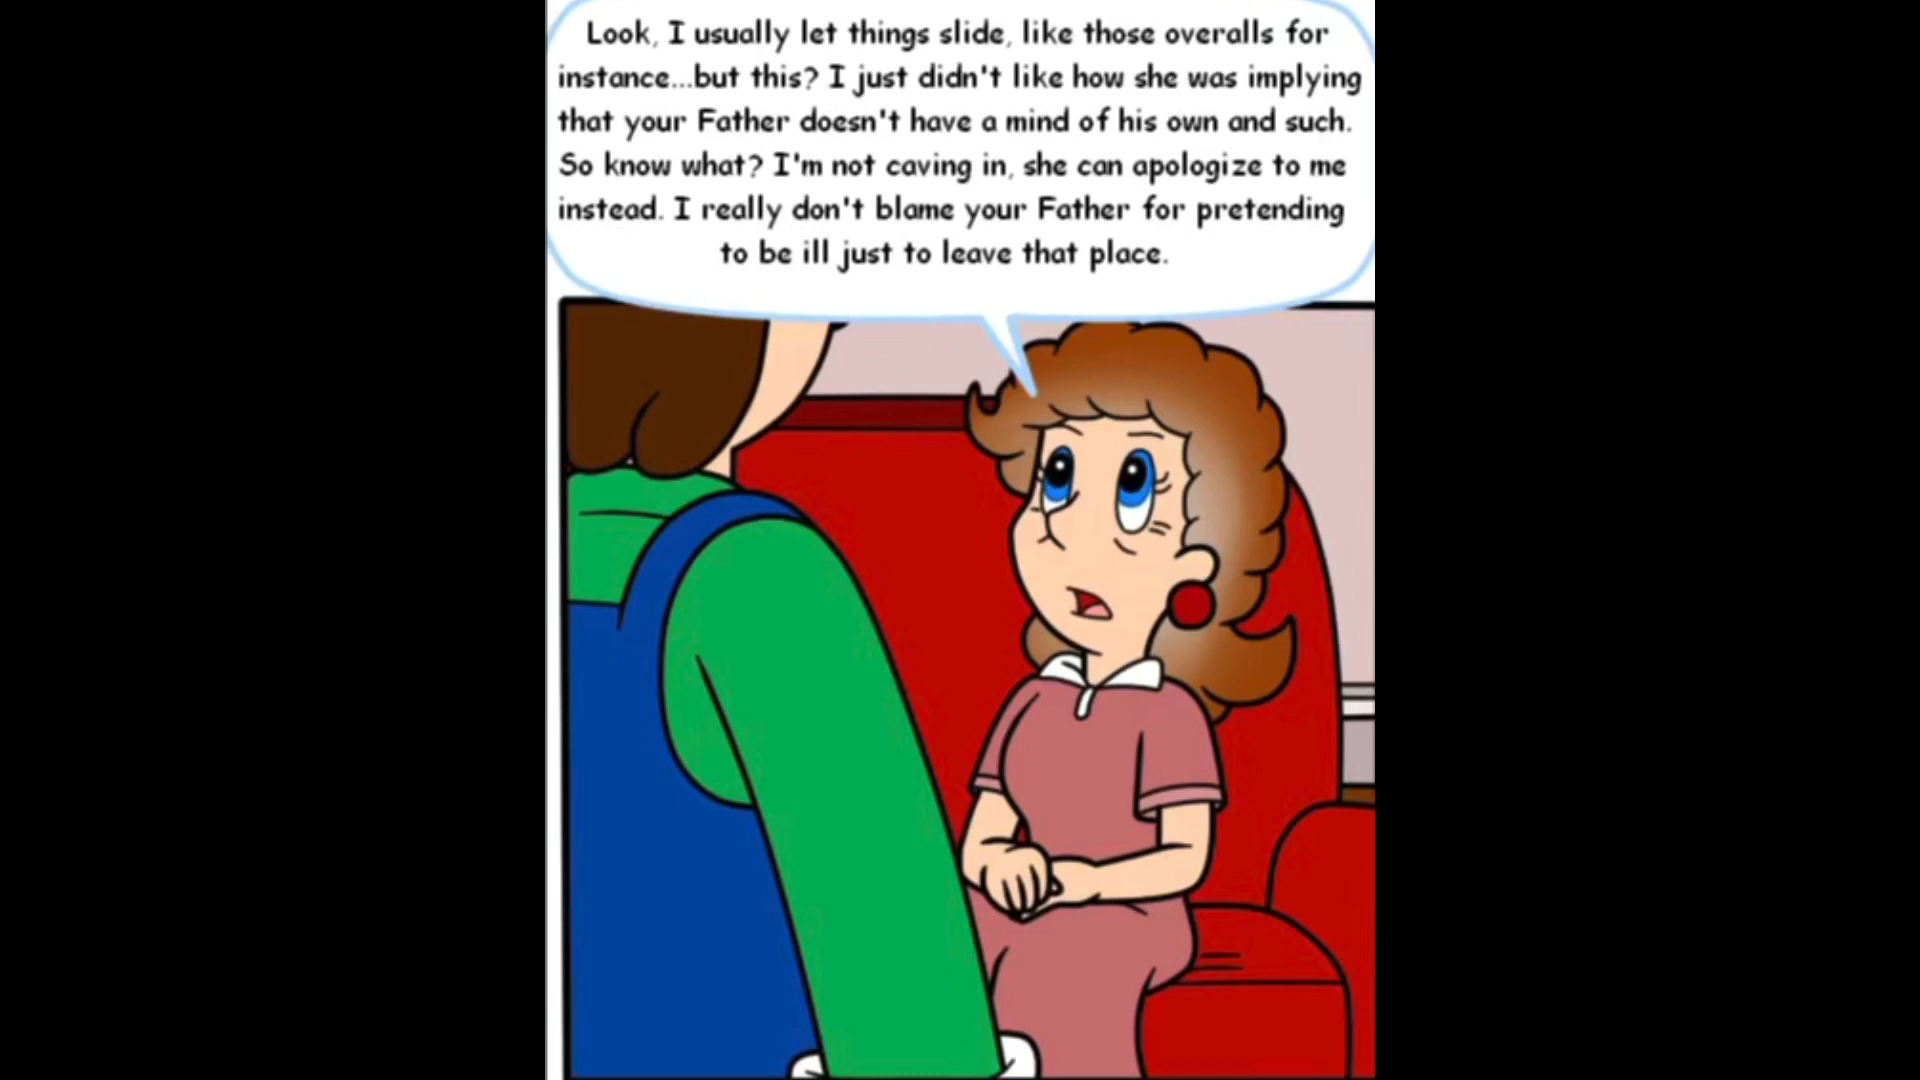 Look, I usually let things slide, like those overalls for
instance...but this? I just didn't like how she was implying
that your Father doesn't have a mind of his own and such.
So know what? I'm not caving in, she can apologize to me
instead. I really don't blame your Father for pretending
to be ill just to leave that place.